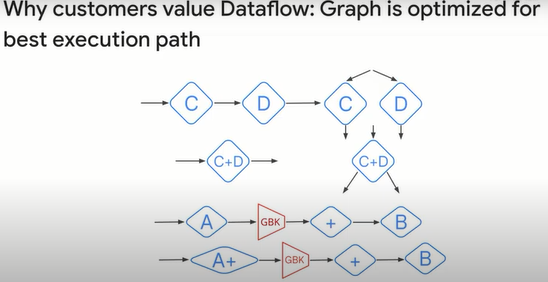 Why customers value Dataflow: Graph is optimized for
best execution path
C D C D
C+D C+D
A GBK + B
A+ GBK + B